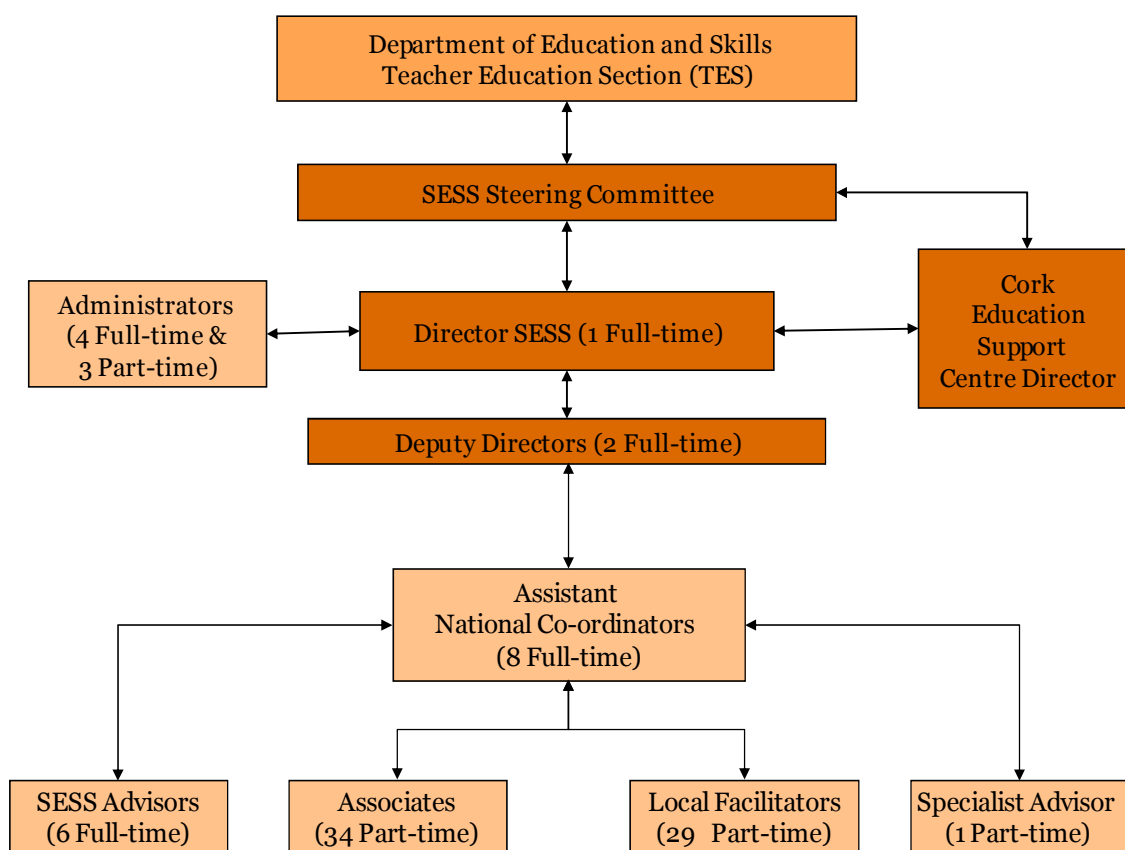 Department of Education and Skills
Teacher Education Section (TES)
SESS Steering Committee
Cork
Education
Support
Centre Director
Administrators
(4 Full-time &
3 Part-time)
Director SESS (1 Full-time)
Deputy Directors (2 Full-time)
Assistant
National Co-ordinators
(8 Full-time)
SESS Advisors
(6 Full-time)
Associates
(34 Part-time)
Local Facilitators
(29 Part-time)
Specialist Advisor
(1 Part-time)